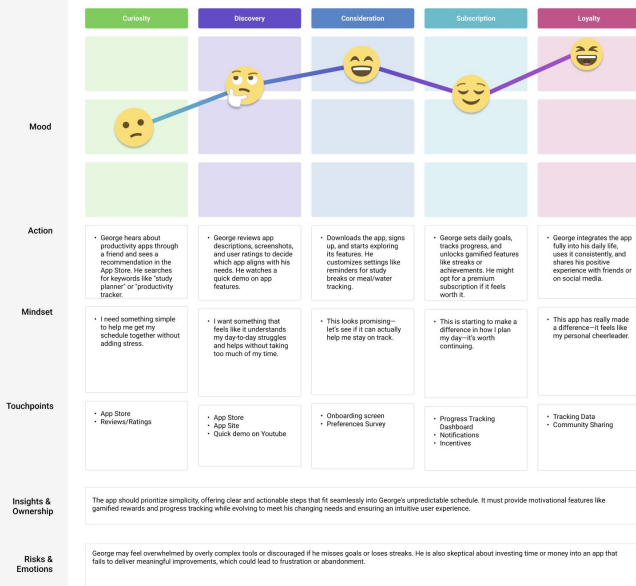 Curiosity
Discovery
Consideration
Subscription
Loyalty
Mood
Action
• George hears about
productivity apps through
a friend and sees a
recommendation in the
App Store. He searches
for keywords like "study
planner" or "productivity
tracker.
• George reviews app
descriptions, screenshots,
and user ratings to decide
which app aligns with his
needs. He watches a
quick demo on app
features.
• Downloads the app, signs
up, and starts exploring
its features. He
customizes settings like
reminders for study
breaks or meal/water
tracking.
• George sets daily goals,
tracks progress, and
unlocks gamified features
like streaks or
achievements. He might
opt for a premium
subscription if it feels
worth it.
• George integrates the app
fully into his daily life,
uses it consistently, and
shares his positive
experience with friends or
on social media.
Mindset
• I need something simple
to help me get my
schedule together without
adding stress.
• I want something that
feels like it understands
my day-to-day struggles
and helps without taking
too much of my time.
• This looks promising—
let's see if it can actually
help me stay on track.
• This is starting to make a
difference in how I plan
my day—it's worth
continuing.
• This app has really made
a difference—it feels like
my personal cheerleader.
Touchpoints
• App Store
• Reviews/Ratings
• App Store
• App Site
• Quick demo on Youtube
• Onboarding screen
• Preferences Survey
• Progress Tracking
Dashboard
• Notifications
• Incentives
• Tracking Data
• Community Sharing
Insights &
Ownership
The app should prioritize simplicity, offering clear and actionable steps that fit seamlessly into George's unpredictable schedule. It must provide motivational features like
gamified rewards and progress tracking while evolving to meet his changing needs and ensuring an intuitive user experience.
Risks &
Emotions
George may feel overwhelmed by overly complex tools or discouraged if he misses goals or loses streaks. He is also skeptical about investing time or money into an app that
fails to deliver meaningful improvements, which could lead to frustration or abandonment.